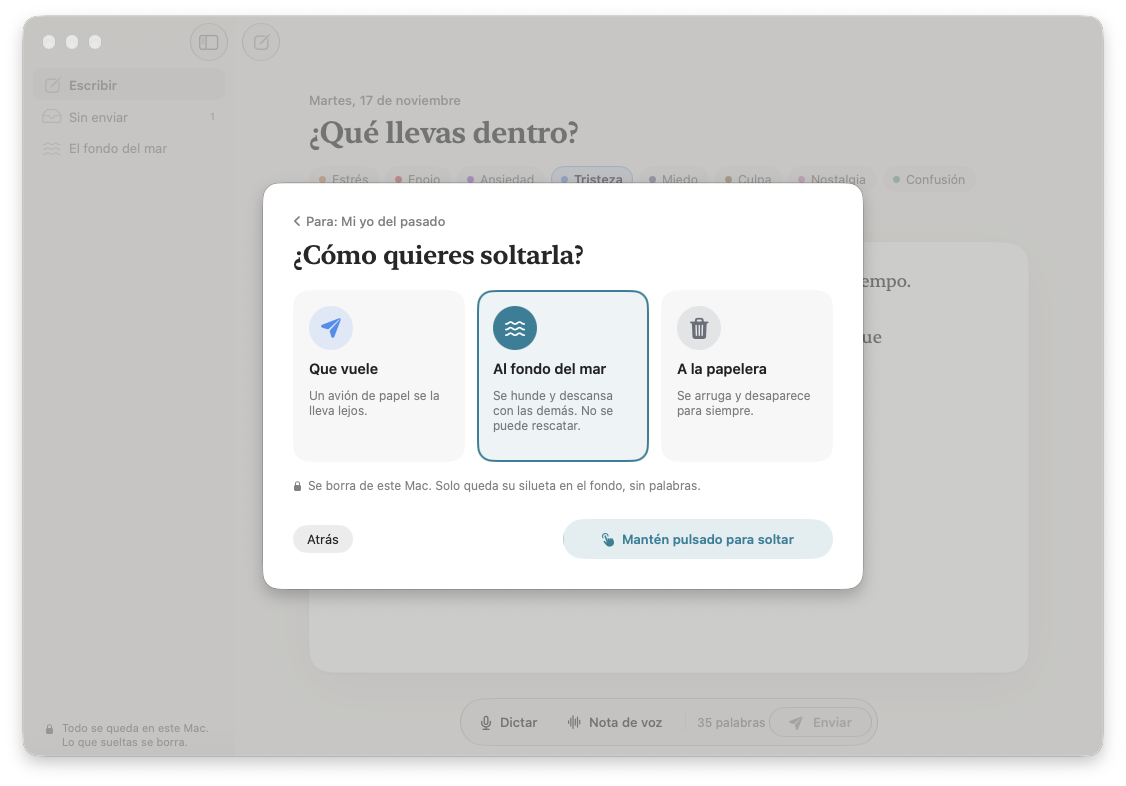 Escribir
Sin enviar
1
El fondo del mar
Martes, 17 de noviembre
¿Qué llevas dentro?
Estrés
Enojo
Ansiedad
Tristeza
Miedo
Culpa
Nostalgia
Confusión
empo.
ue
Para: Mi yo del pasado
¿Cómo quieres soltarla?
Que vuele
Un avión de papel se la
lleva lejos.
Al fondo del mar
Se hunde y descansa
con las demás. No se
puede rescatar.
A la papelera
Se arruga y desaparece
para siempre.
Se borra de este Mac. Solo queda su silueta en el fondo, sin palabras.
Atrás
Mantén pulsado para soltar
Todo se queda en este Mac.
Lo que sueltas se borra.
Dictar
Nota de voz
35 palabras
Enviar